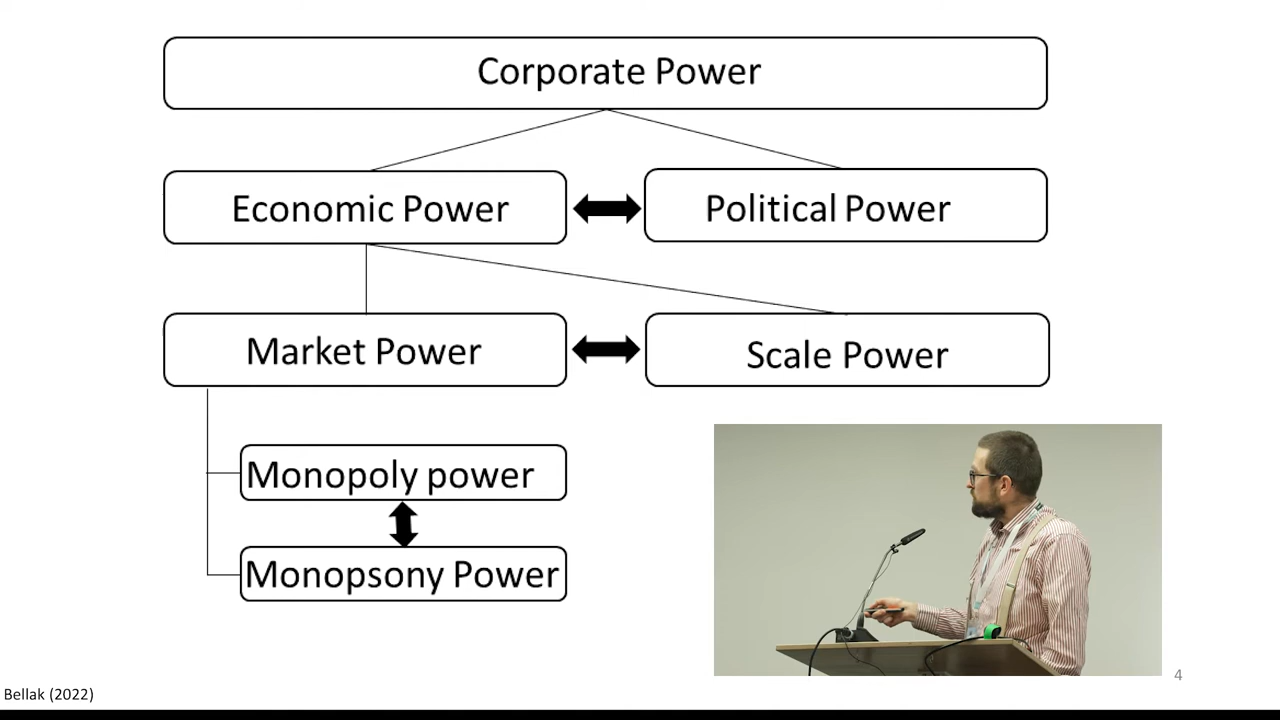 Corporate Power
Economic Power
Political Power
Market Power
Scale Power
Monopoly power
Monopsony Power
4
Bellak (2022)